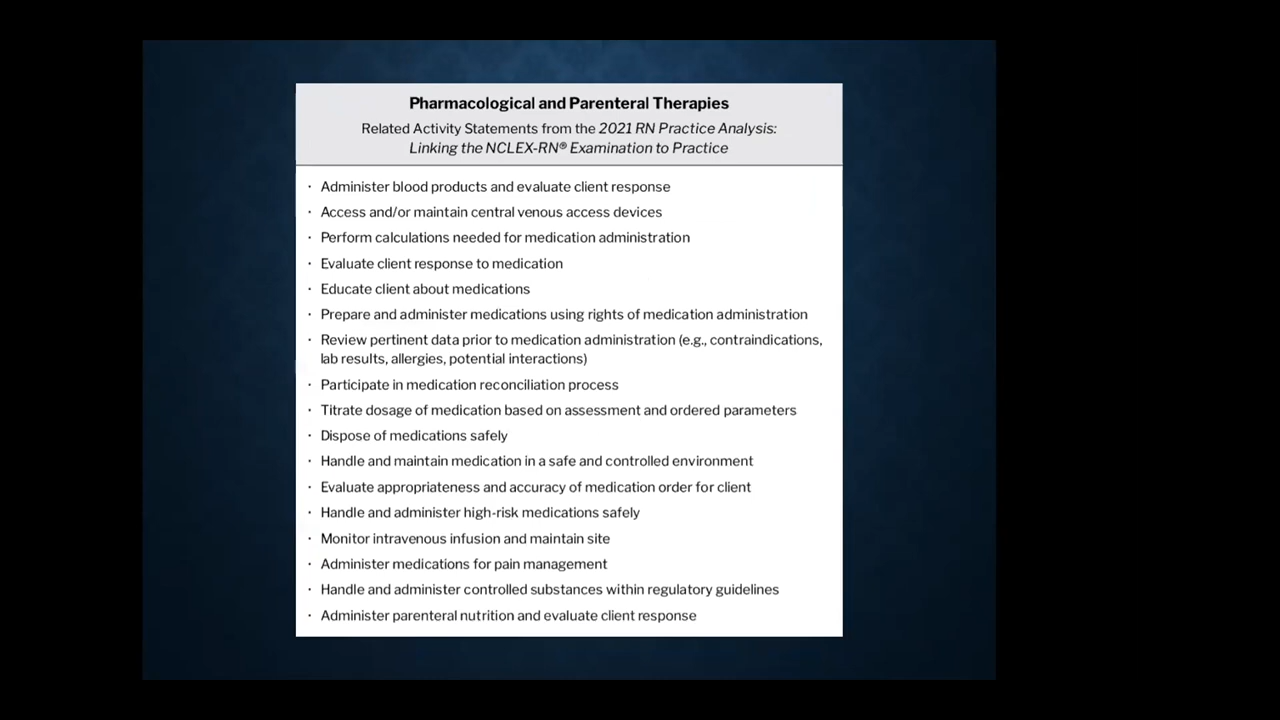 Pharmacological and Parenteral Therapies
Related Activity Statements from the 2021 RN Practice Analysis:
Linking the NCLEX-RN® Examination to Practice
· Administer blood products and evaluate client response
· Access and/or maintain central venous access devices
· Perform calculations needed for medication administration
· Evaluate client response to medication
· Educate client about medications
· Prepare and administer medications using rights of medication administration
· Review pertinent data prior to medication administration (e.g., contraindications,
lab results, allergies, potential interactions)
· Participate in medication reconciliation process
· Titrate dosage of medication based on assessment and ordered parameters
· Dispose of medications safely
· Handle and maintain medication in a safe and controlled environment
· Evaluate appropriateness and accuracy of medication order for client
· Handle and administer high-risk medications safely
· Monitor intravenous infusion and maintain site
· Administer medications for pain management
· Handle and administer controlled substances within regulatory guidelines
· Administer parenteral nutrition and evaluate client response